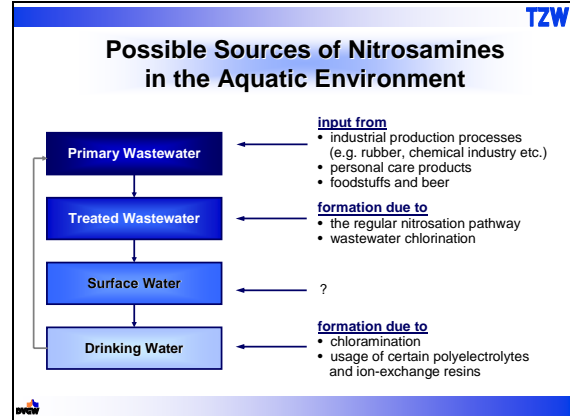 TZW
Possible Sources of Nitrosamines
in the Aquatic Environment
Primary Wastewater
input from
• industrial production processes
(e.g. rubber, chemical industry etc.)
• personal care products
• foodstuffs and beer
Treated Wastewater
formation due to
• the regular nitrosation pathway
• wastewater chlorination
Surface Water
?
Drinking Water
formation due to
• chloramination
• usage of certain polyelectrolytes
and ion-exchange resins
DVGW